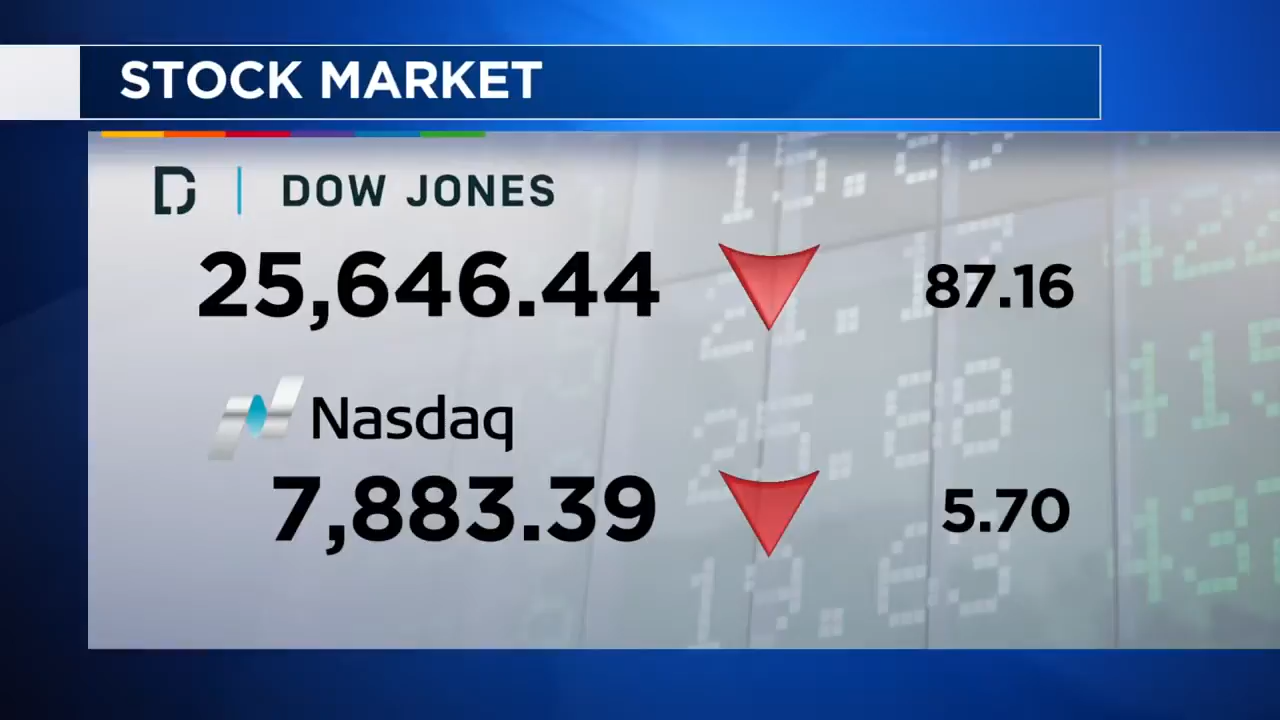 STOCK MARKET
DOW JONES
25,646.44 87.16
Nasdaq
7,883.39 5.70